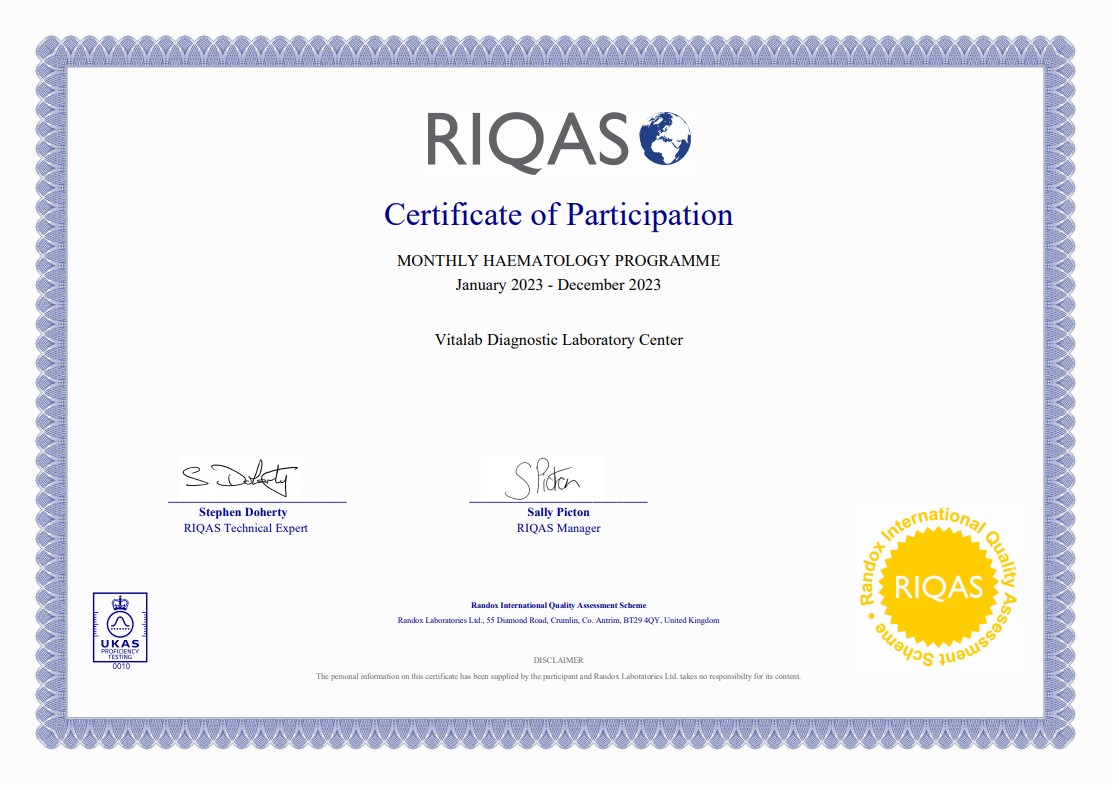 RIQAS
Certificate of Participation
MONTHLY HAEMATOLOGY PROGRAMME
January 2023 - December 2023
Vitalab Diagnostic Laboratory Center
S Doherty
S Picton
Stephen Doherty
RIQAS Technical Expert
Sally Picton
RIQAS Manager
Randox International Quality Assessment Scheme •
RIQAS
UKAS
PROFICIENCY
TESTING
0010
Randox International Quality Assessment Scheme
Randox Laboratories Ltd., 55 Diamond Road, Crumlin, Co. Antrim, BT29 4QY, United Kingdom
DISCLAIMER
The personal information on this certificate has been supplied by the participant and Randox Laboratories Ltd. takes no responsibilty for its content.